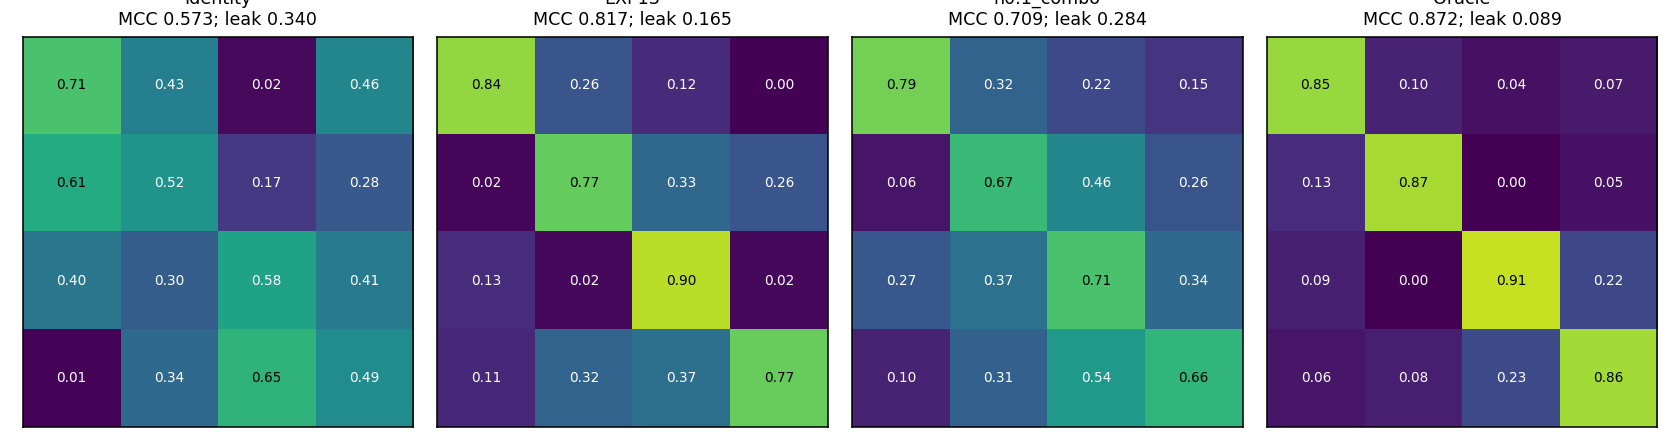 Identity
MCC 0.573; leak 0.340
MCC 0.817; leak 0.165
MCC 0.709; leak 0.284
Oracle
MCC 0.872; leak 0.089
0.71 0.43 0.02 0.46
0.61 0.52 0.17 0.28
0.40 0.30 0.58 0.41
0.01 0.34 0.65 0.49
0.84 0.26 0.12 0.00
0.02 0.77 0.33 0.26
0.13 0.02 0.90 0.02
0.11 0.32 0.37 0.77
0.79 0.32 0.22 0.15
0.06 0.67 0.46 0.26
0.27 0.37 0.71 0.34
0.10 0.31 0.54 0.66
0.85 0.10 0.04 0.07
0.13 0.87 0.00 0.05
0.09 0.00 0.91 0.22
0.06 0.08 0.23 0.86